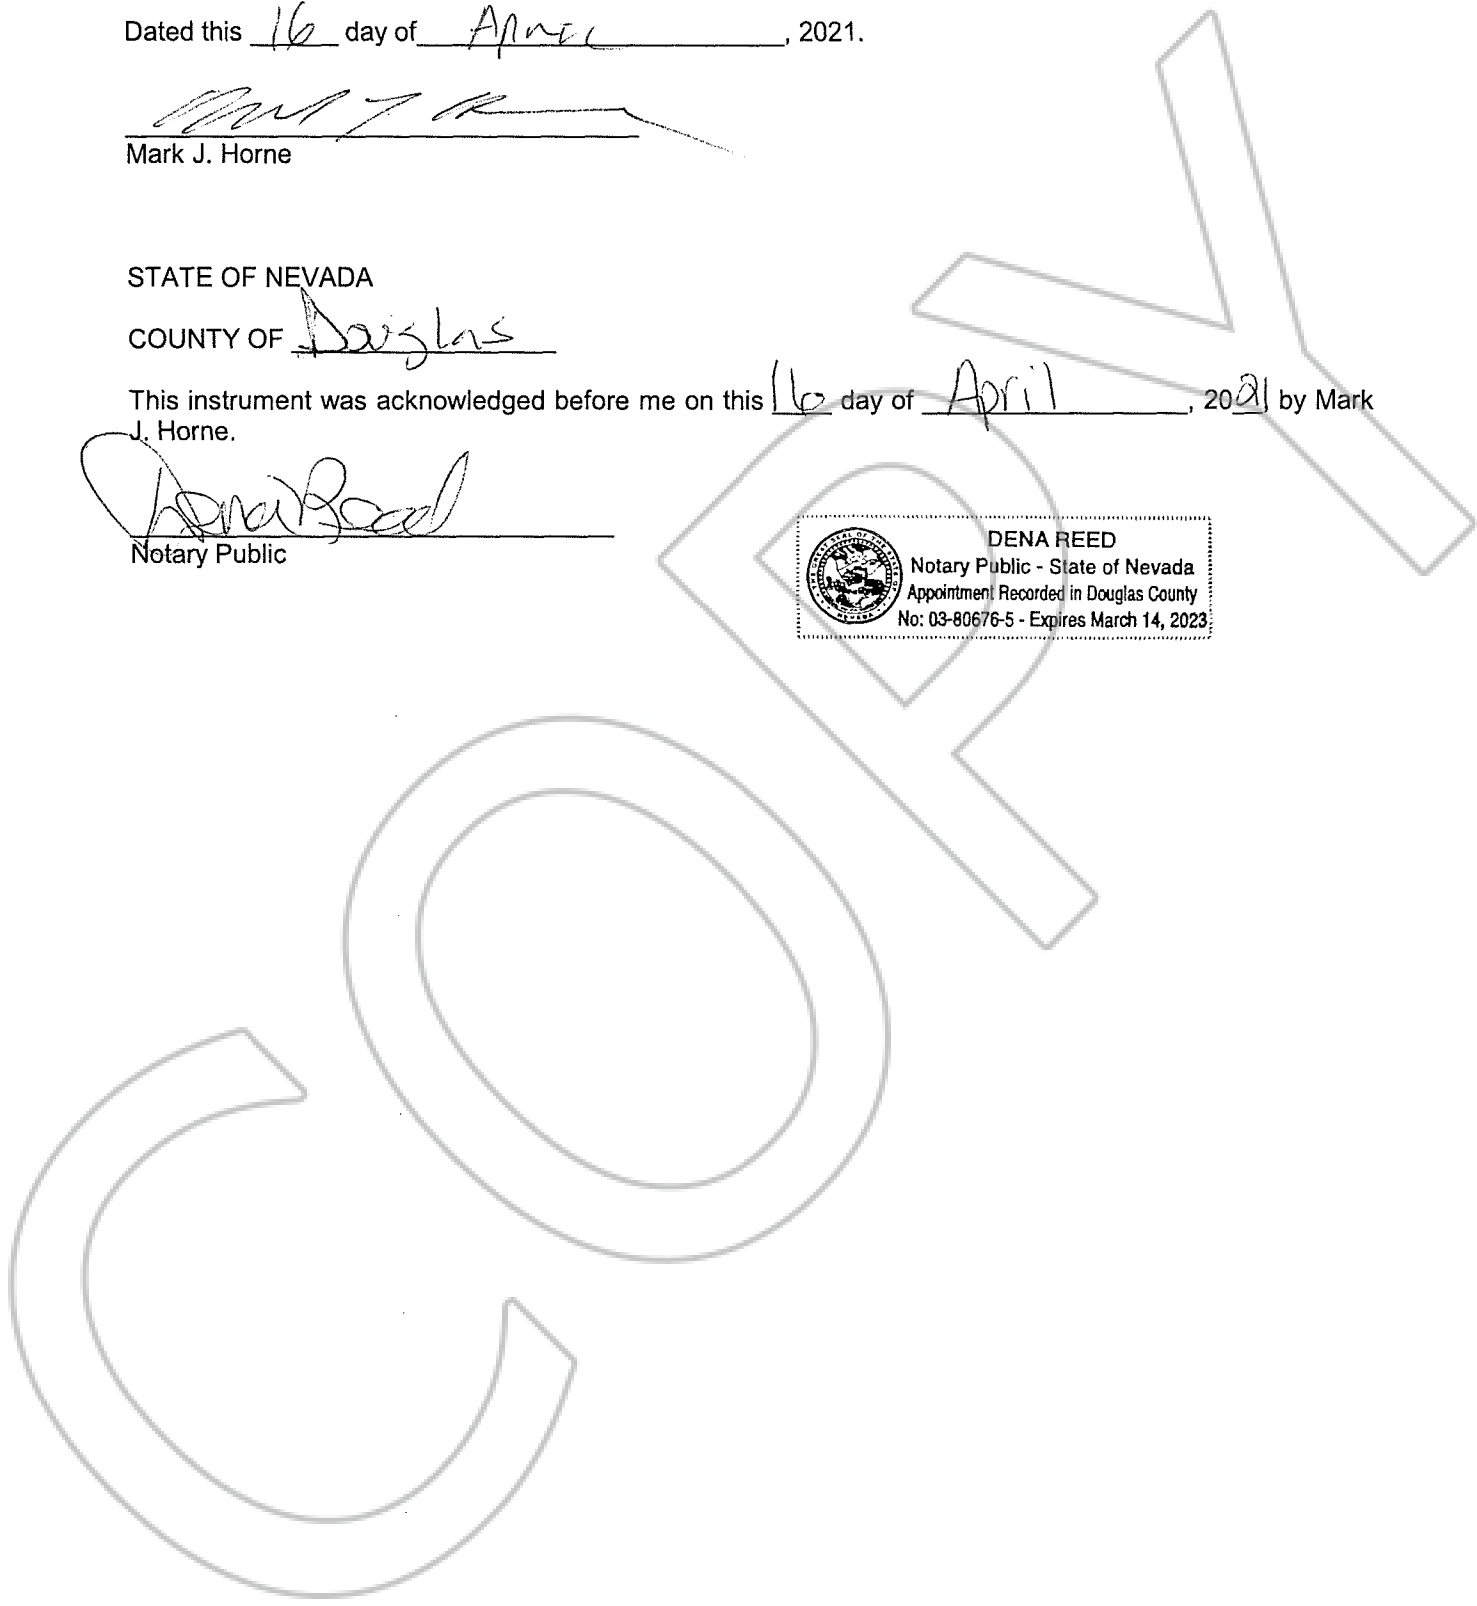 Dated this 16 day of April, 2021.
Mark J. Horne
STATE OF NEVADA
COUNTY OF Douglas
This instrument was acknowledged before me on this 16 day of April, 2021 by Mark
J. Horne.
Dena Reed
Notary Public
DENA REED
Notary Public - State of Nevada
Appointment Recorded in Douglas County
No: 03-80676-5 - Expires March 14, 2023
COPY